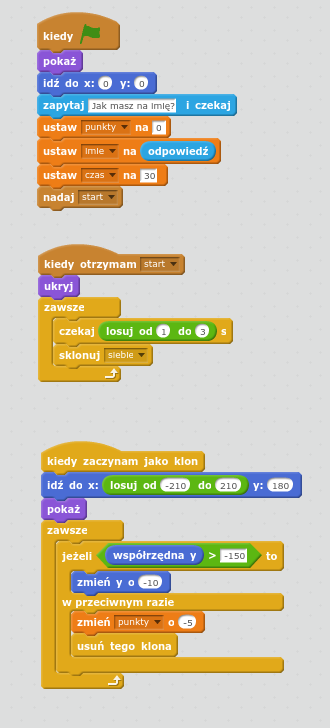 kiedy
pokaż
idź do x: 0 y: 0
zapytaj Jak masz na imię? i czekaj
ustaw punkty na 0
ustaw imie na odpowiedź
ustaw czas na 30
nadaj start
kiedy otrzymam start
ukryj
zawsze
czekaj losuj od 1 do 3 s
sklonuj siebie
kiedy zaczynam jako klon
idź do x: losuj od -210 do 210 y: 180
pokaż
zawsze
jeżeli współrzędna y > -150 to
zmień y o -10
w przeciwnym razie
zmień punkty o -5
usuń tego klona